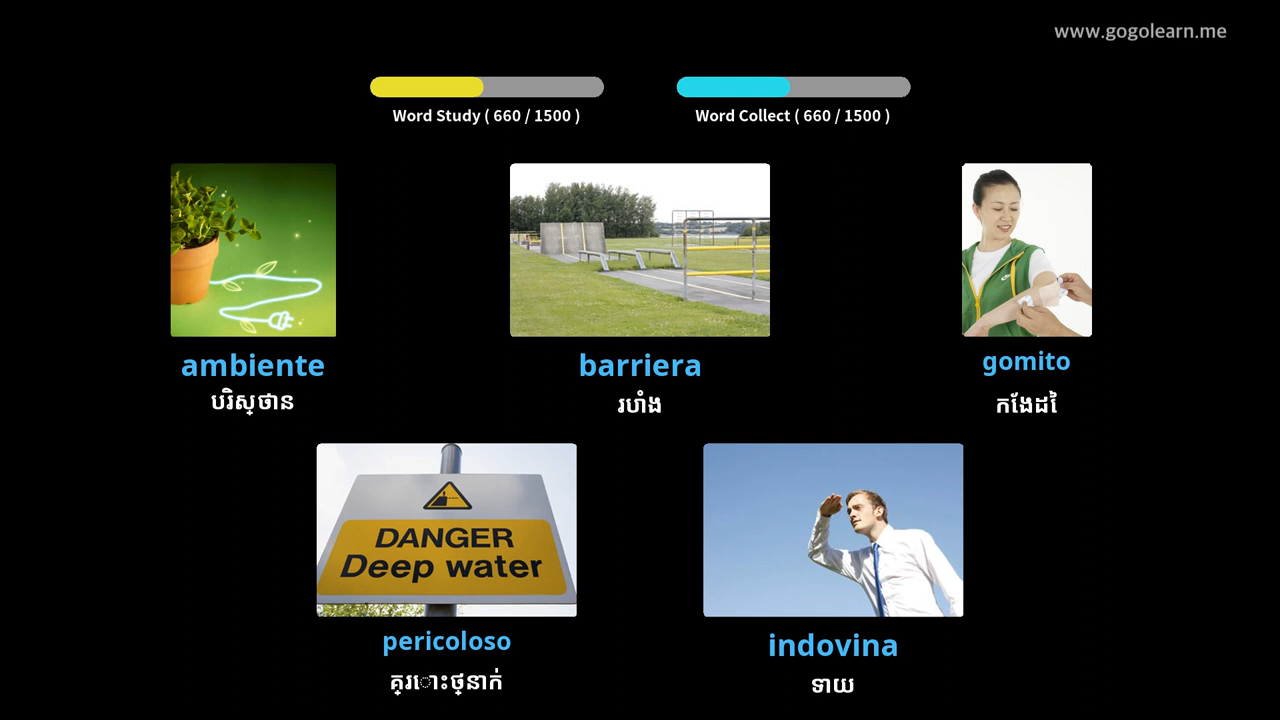 www.gogolearn.me
Word Study ( 660 / 1500 )
Word Collect ( 660 / 1500 )
ambiente
បរិស្ថាន
barriera
របាំង
gomito
កែងដៃ
DANGER
Deep water
pericoloso
គ្រោះថ្នាក់
indovina
ទាយ